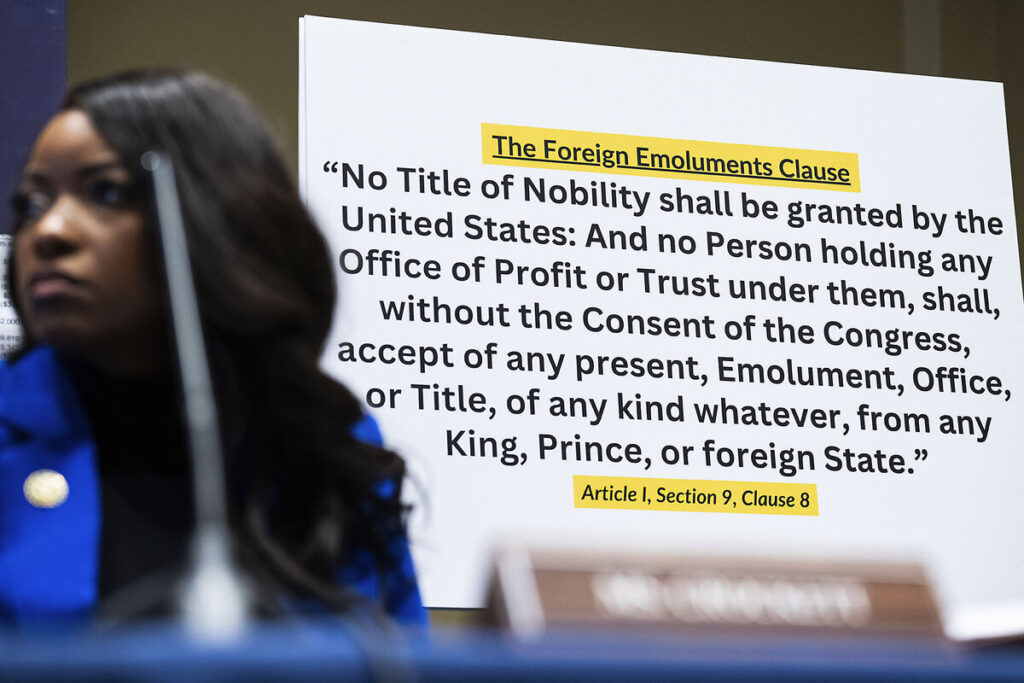 The Foreign Emoluments Clause
“No Title of Nobility shall be granted by the
United States: And no Person holding any
Office of Profit or Trust under them, shall,
without the Consent of the Congress,
accept of any present, Emolument, Office,
or Title, of any kind whatever, from any
King, Prince, or foreign State.”
Article I, Section 9, Clause 8